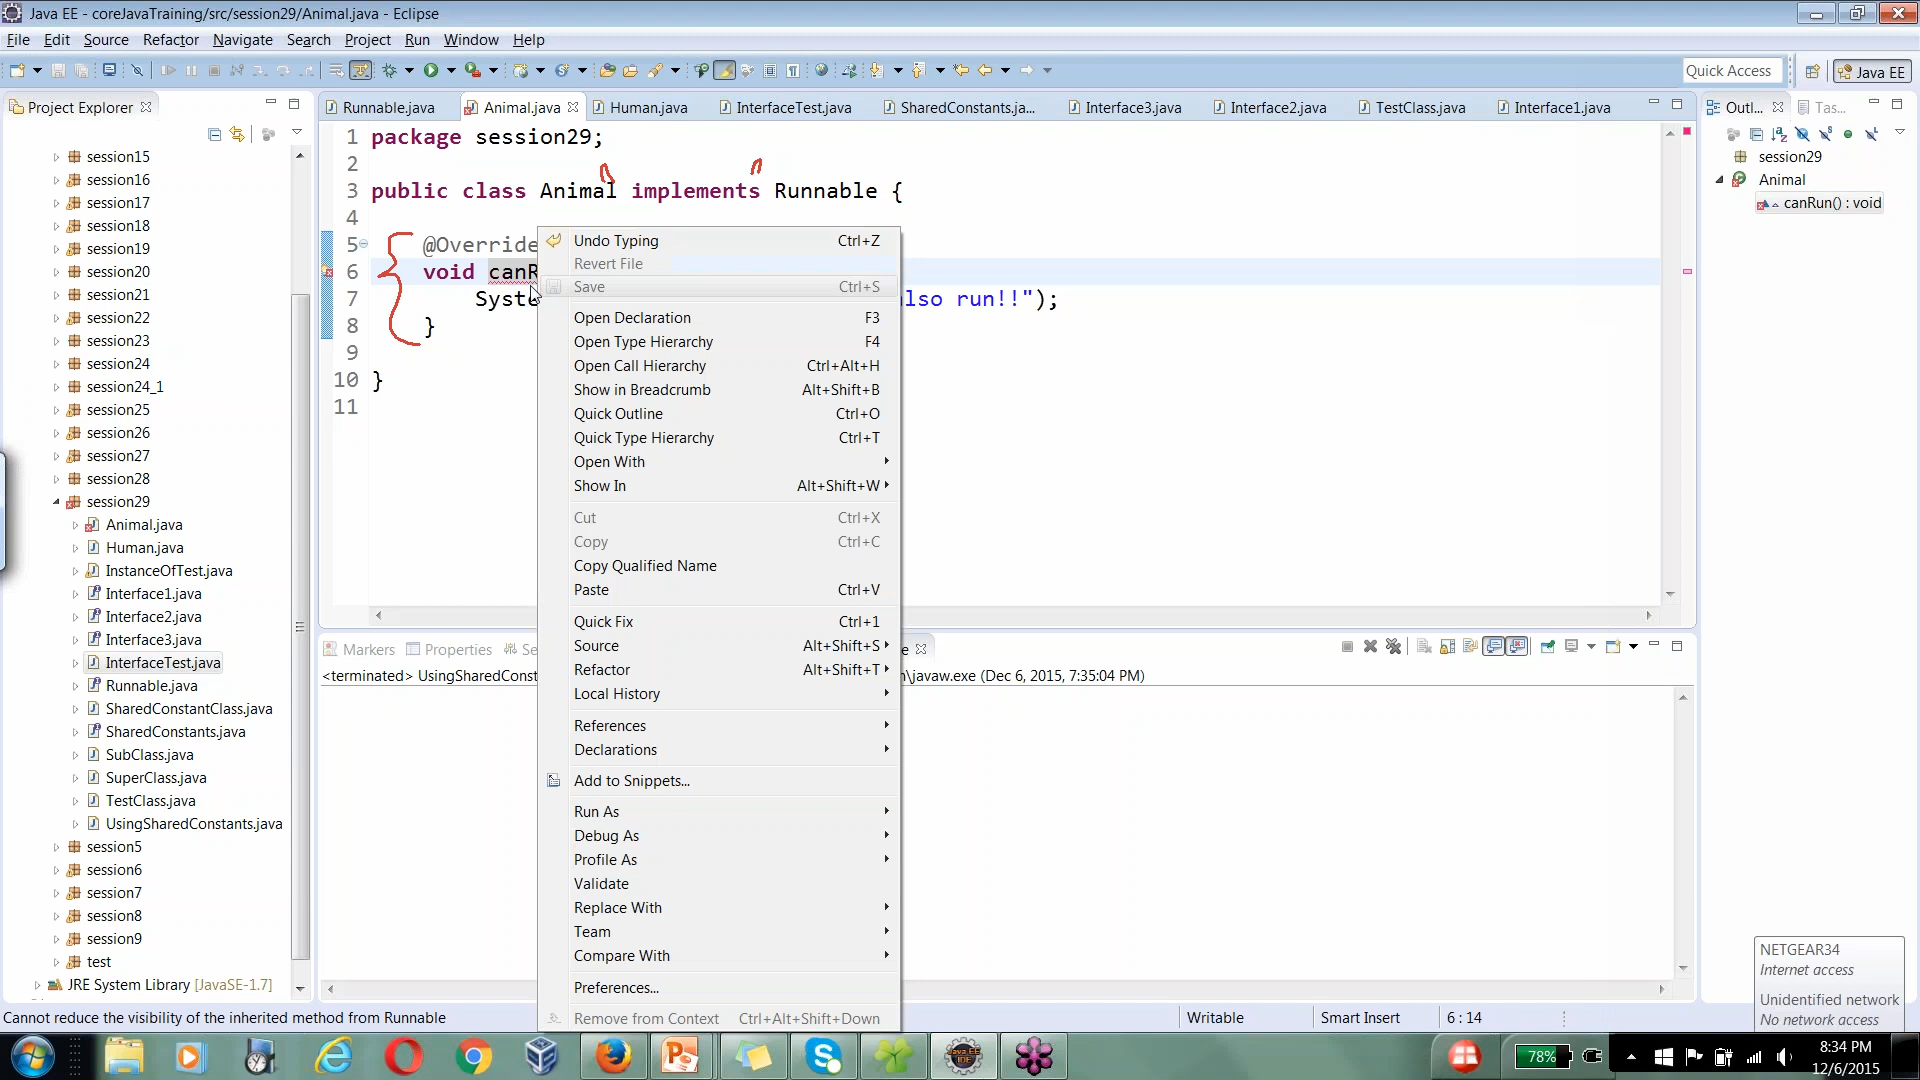 Java EE - coreJavaTraining/src/session29/Animal.java - Eclipse
File Edit Source Refactor Navigate Search Project Run Window Help
Quick Access Java EE
Project Explorer
Runnable.java Animal.java Human.java InterfaceTest.java SharedConstants.ja... Interface3.java Interface2.java TestClass.java Interface1.java
Outl... Tas...
session15
session16
session17
session18
session19
session20
session21
session22
session23
session24
session24_1
session25
session26
session27
session28
session29
Animal.java
Human.java
InstanceOfTest.java
Interface1.java
Interface2.java
Interface3.java
InterfaceTest.java
Runnable.java
SharedConstantClass.java
SharedConstants.java
SubClass.java
SuperClass.java
TestClass.java
UsingSharedConstants.java
session5
session6
session7
session8
session9
test
JRE System Library [JavaSE-1.7]
1 package session29;
2
3 public class Animal implements Runnable {
4
5 @Override
6 void canR
7 Syste lso run!!");
8 }
9
10 }
11
Undo Typing Ctrl+Z
Revert File
Save Ctrl+S
Open Declaration F3
Open Type Hierarchy F4
Open Call Hierarchy Ctrl+Alt+H
Show in Breadcrumb Alt+Shift+B
Quick Outline Ctrl+O
Quick Type Hierarchy Ctrl+T
Open With
Show In Alt+Shift+W
Cut Ctrl+X
Copy Ctrl+C
Copy Qualified Name
Paste Ctrl+V
Quick Fix Ctrl+1
Source Alt+Shift+S
Refactor Alt+Shift+T
Local History
References
Declarations
Add to Snippets...
Run As
Debug As
Profile As
Validate
Replace With
Team
Compare With
Preferences...
Remove from Context Ctrl+Alt+Shift+Down
session29
Animal
canRun() : void
Markers Properties Se e
<terminated> UsingSharedConst n\javaw.exe (Dec 6, 2015, 7:35:04 PM)
NETGEAR34
Internet access
Unidentified network
No network access
Cannot reduce the visibility of the inherited method from Runnable
Writable Smart Insert 6 : 14
Java EE
IDE
78%
8:34 PM
12/6/2015